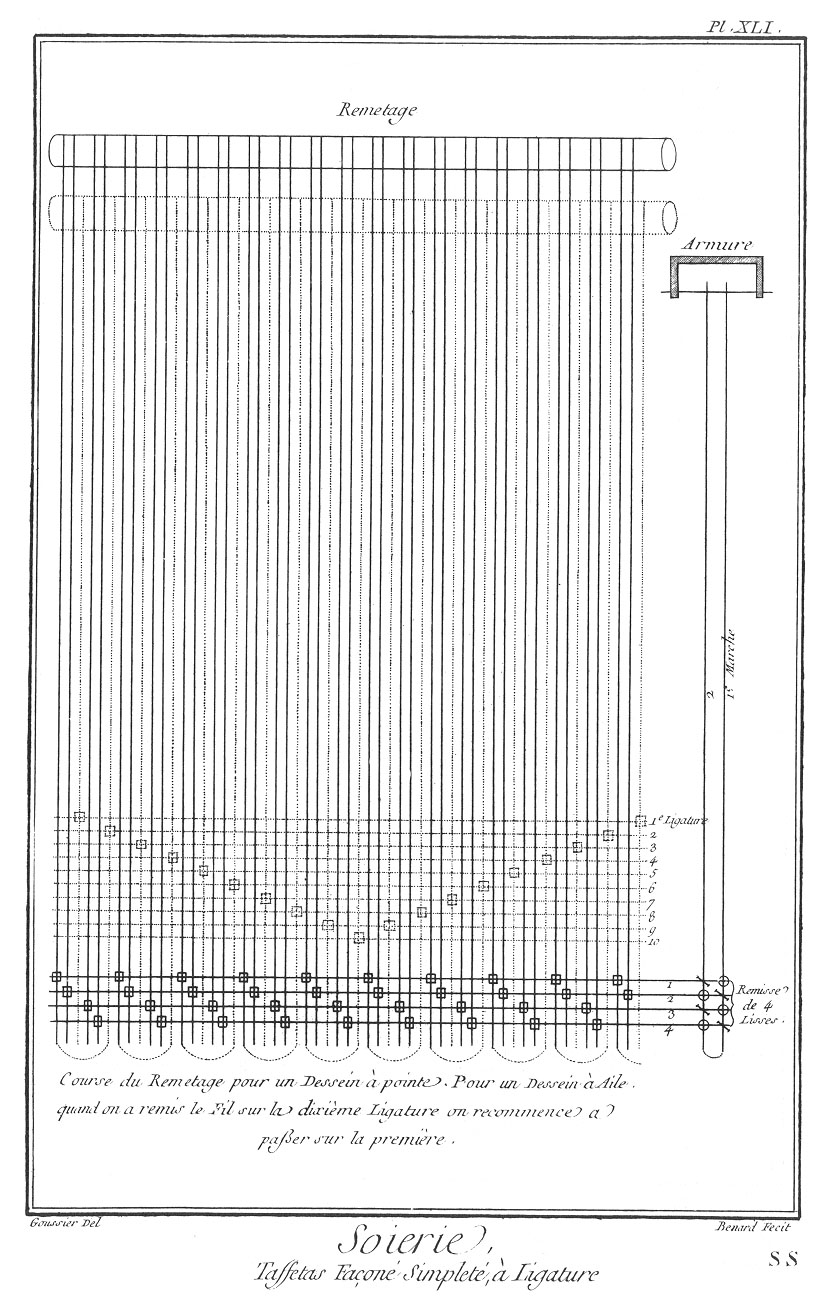 Pl. XLI.
Remetage
Armure
2
1.e Marche
1.e Ligature
2
3
4
5
6
7
8
9
10
1
2
3
4
Remisse
de 4
Lisses.
Course du Remetage pour un Dessein à pointe. Pour un Dessein à Aile.
quand on a remis le Fil sur la dixième Ligature on recommence a
paßer sur la première.
Goussier Del
Benard Fecit
Soierie,
Taffetas Façoné Simpleté, à Ligature
SS